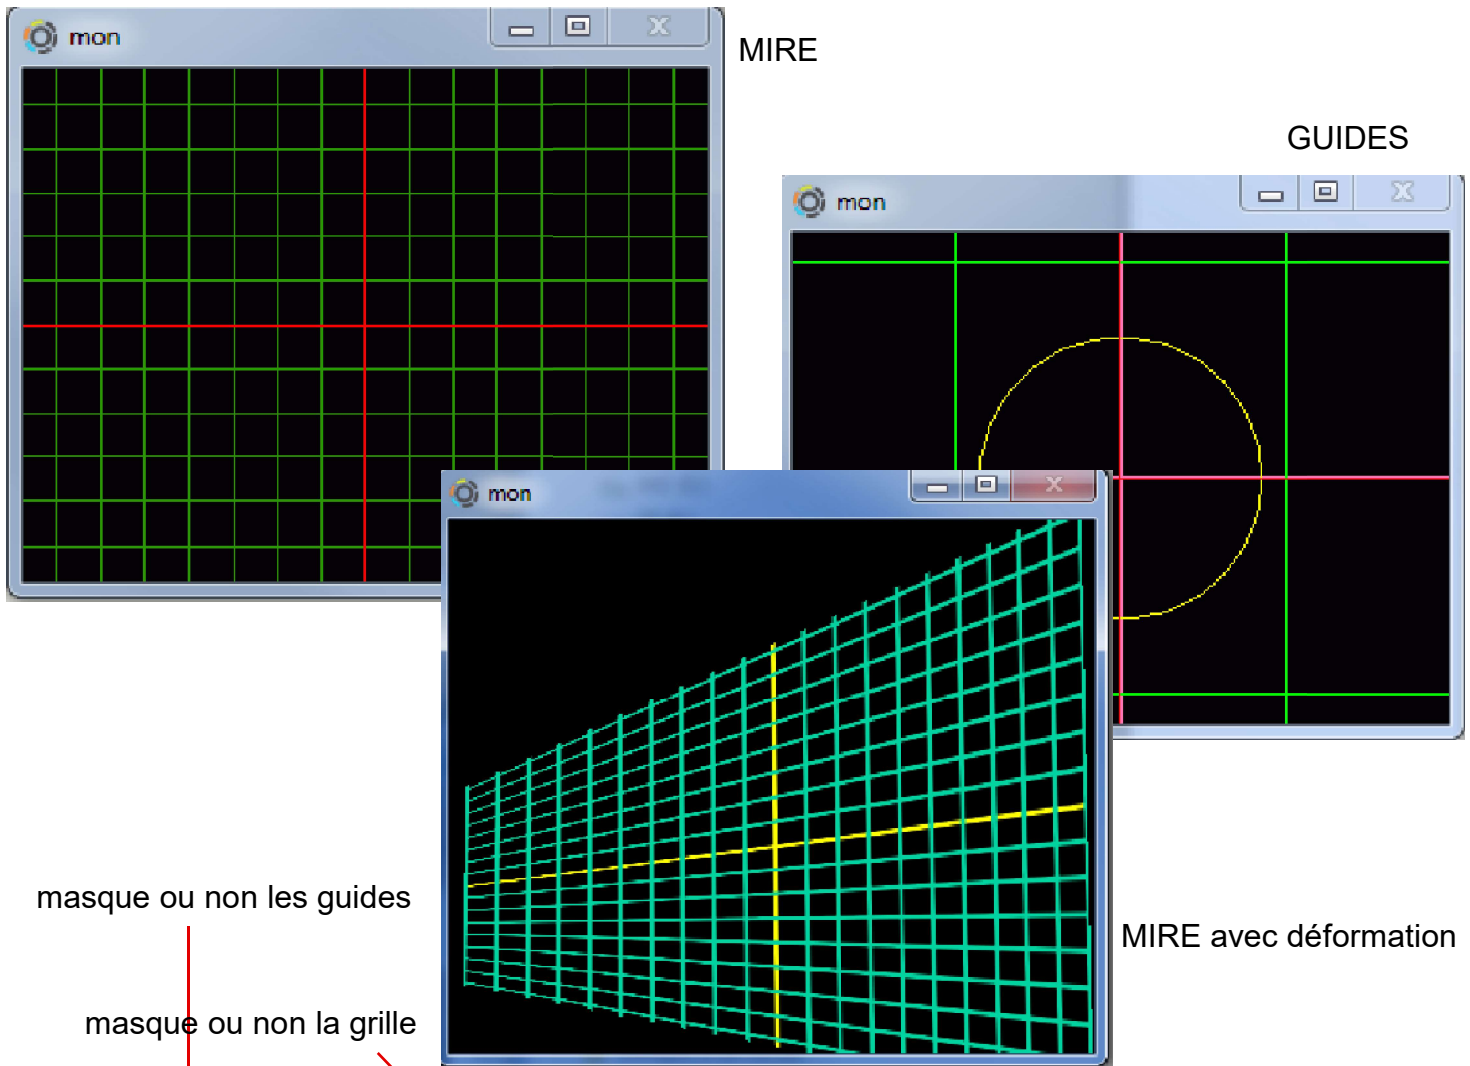 mon
MIRE
GUIDES
mon
mon
masque ou non les guides
MIRE avec déformation
masque ou non la grille